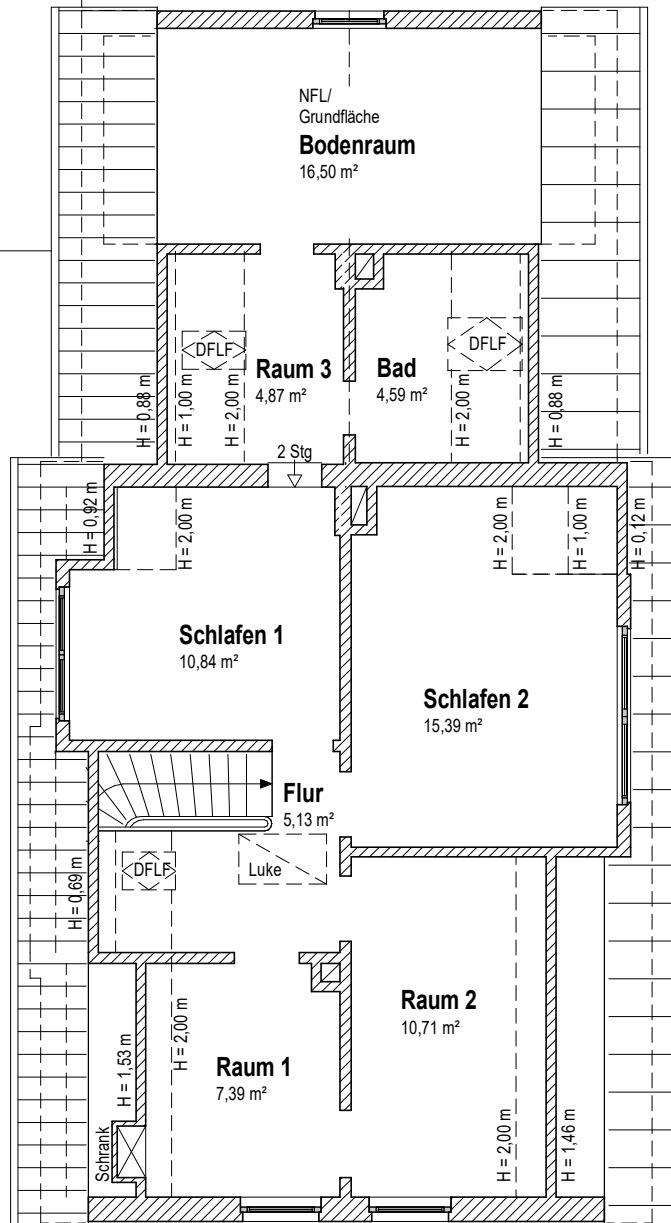 NFL/
Grundfläche
Bodenraum
16,50 m²
DFLF
DFLF
Raum 3
4,87 m²
Bad
4,59 m²
H = 0,88 m
H = 1,00 m
H = 2,00 m
H = 2,00 m
H = 0,88 m
2 Stg
H = 0,92 m
H = 2,00 m
H = 2,00 m
H = 1,00 m
H = 0,12 m
Schlafen 1
10,84 m²
Schlafen 2
15,39 m²
Flur
5,13 m²
DFLF
Luke
H = 0,69 m
Raum 2
10,71 m²
H = 1,53 m
H = 2,00 m
Raum 1
7,39 m²
Schrank
H = 2,00 m
H = 1,46 m